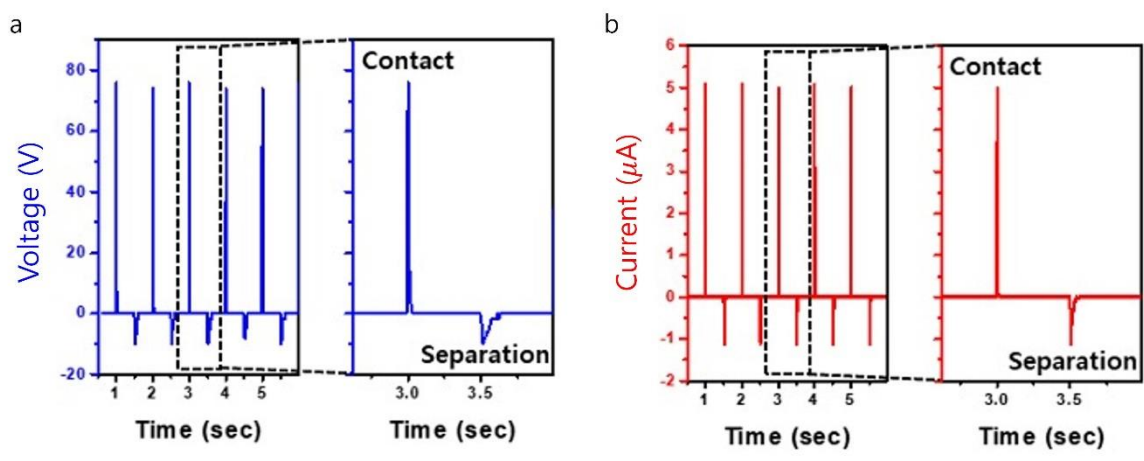 a
Voltage (V)
80
60
40
20
0
-20
1 2 3 4 5
Time (sec)
Contact
Separation
3.0 3.5
Time (sec)
b
Current (μA)
6
5
4
3
2
1
0
-1
-2
1 2 3 4 5
Time (sec)
Contact
Separation
3.0 3.5
Time (sec)